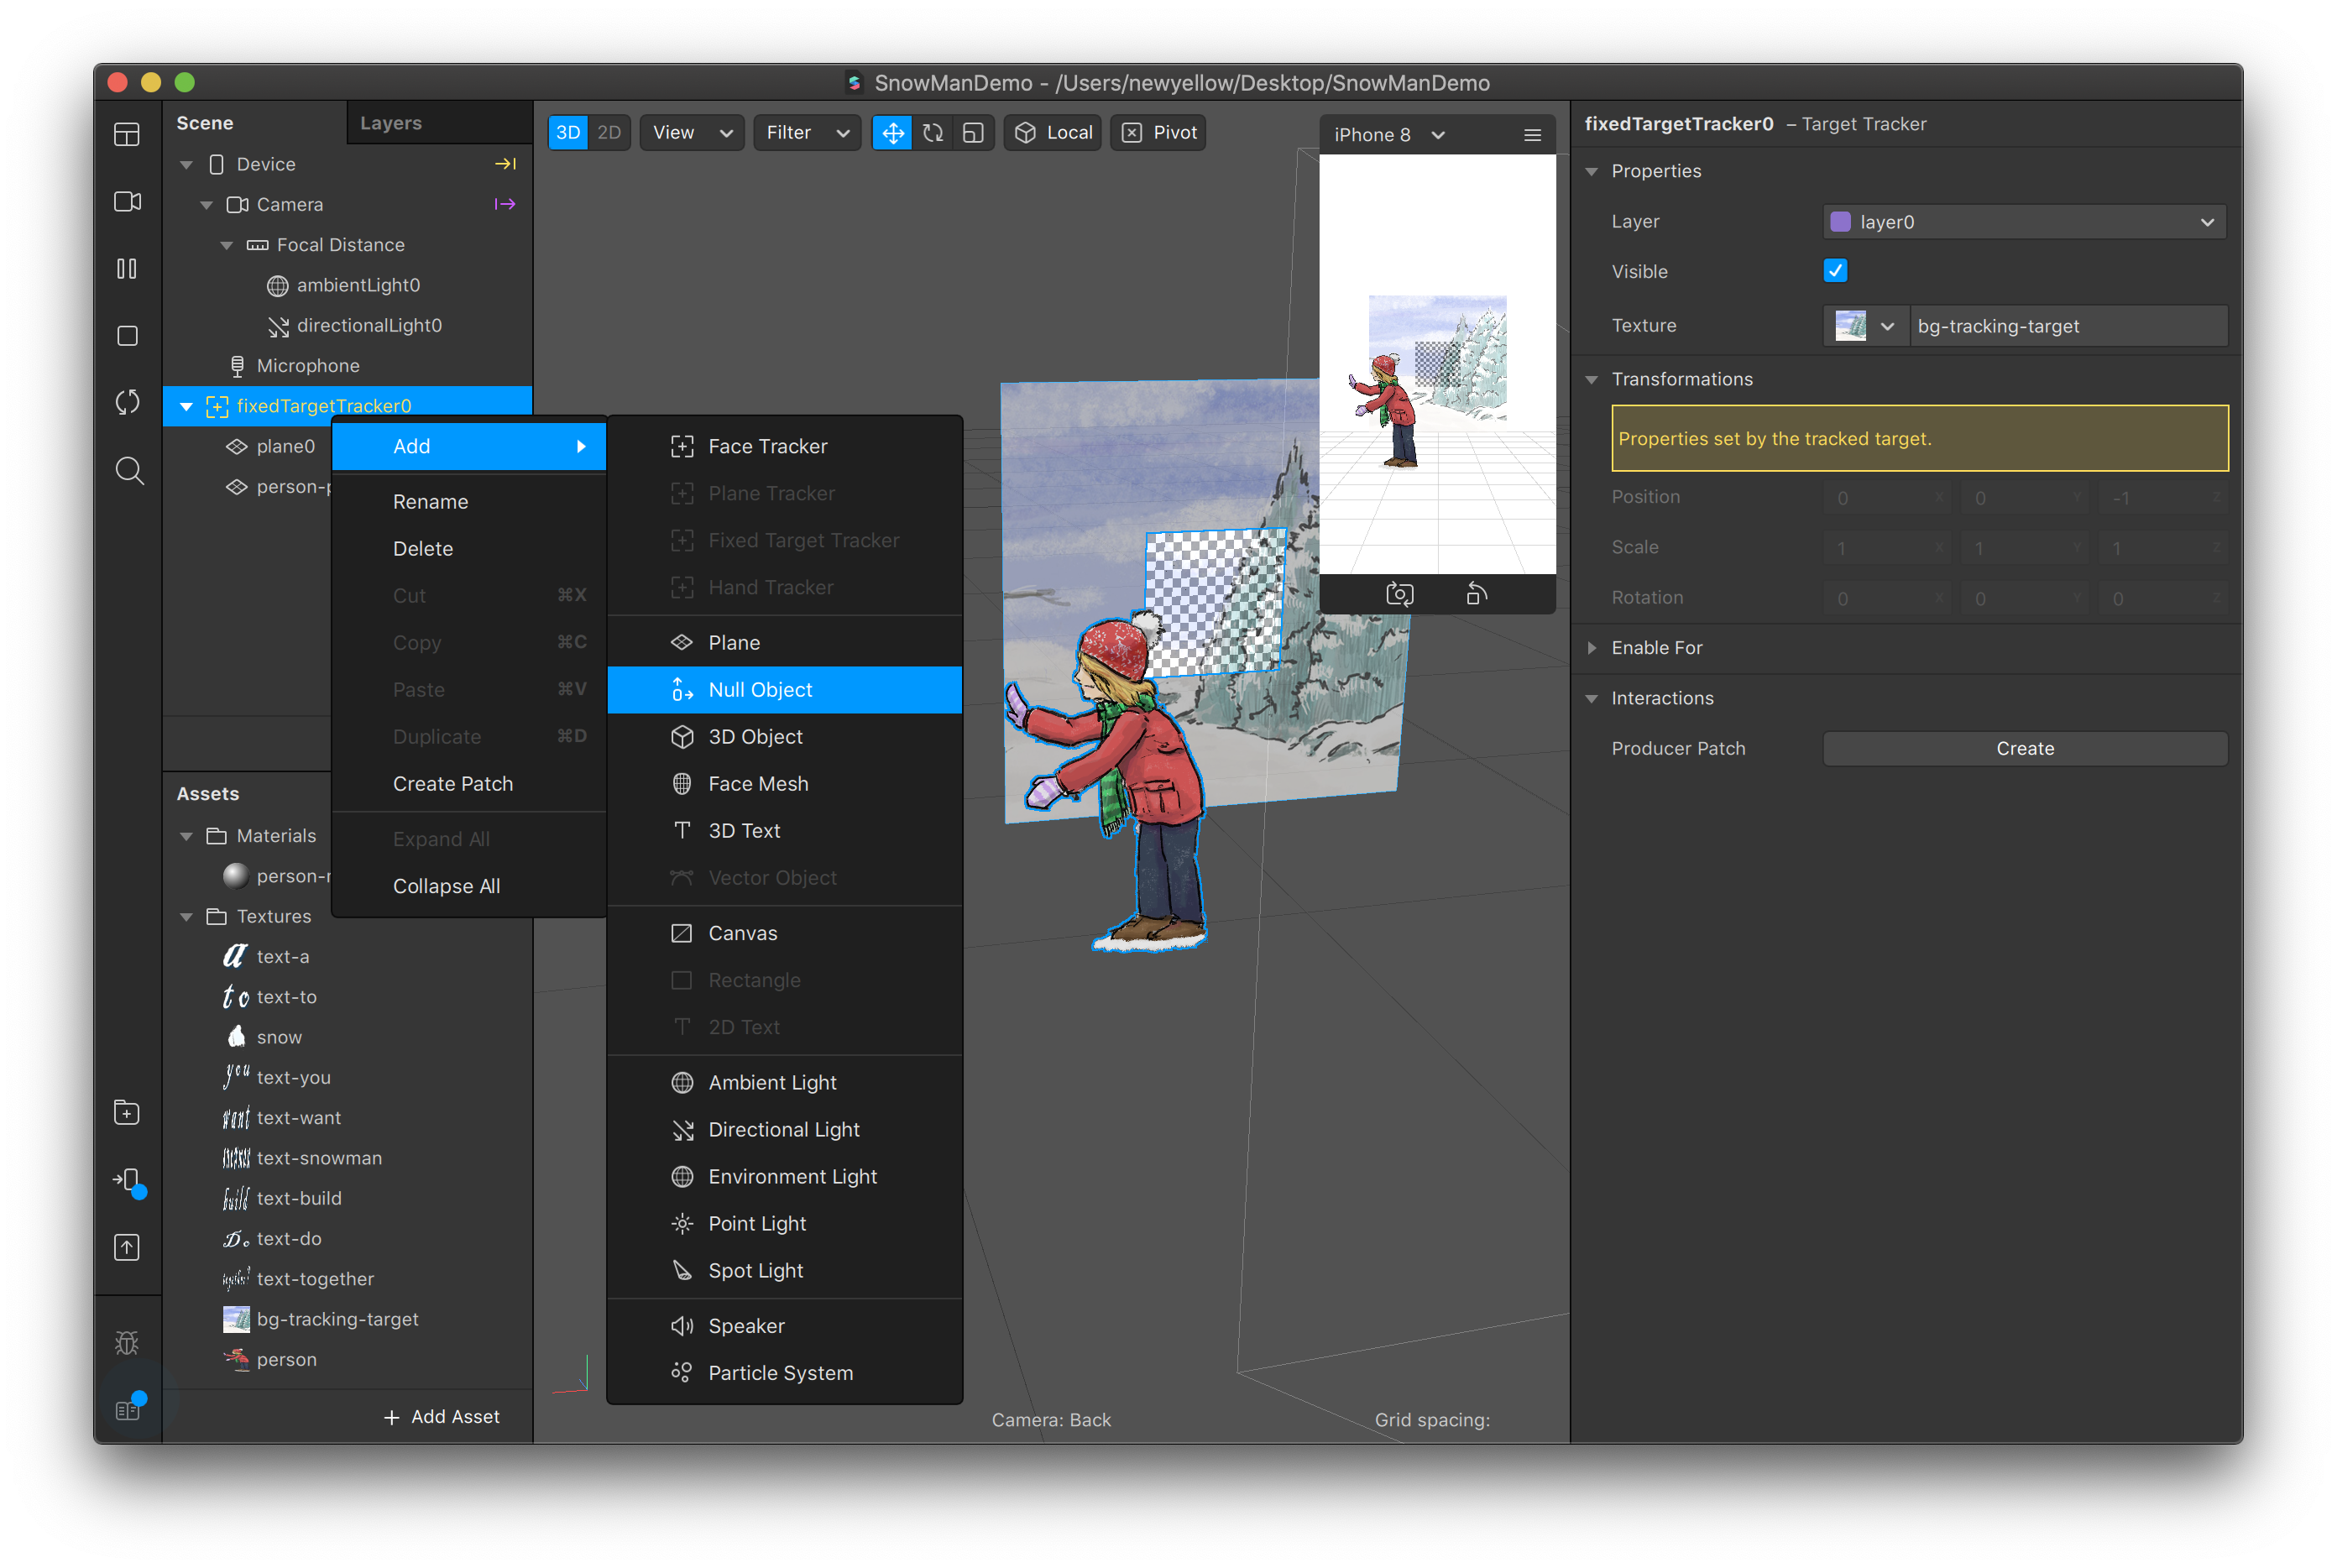 SnowManDemo - /Users/newyellow/Desktop/SnowManDemo
Scene
Layers
Device
Camera
Focal Distance
ambientLight0
directionalLight0
Microphone
fixedTargetTracker0
plane0
person-p
Add
Rename
Delete
Cut ⌘X
Copy ⌘C
Paste ⌘V
Duplicate ⌘D
Create Patch
Expand All
Collapse All
Face Tracker
Plane Tracker
Fixed Target Tracker
Hand Tracker
Plane
Null Object
3D Object
Face Mesh
3D Text
Vector Object
Canvas
Rectangle
2D Text
Ambient Light
Directional Light
Environment Light
Point Light
Spot Light
Speaker
Particle System
Assets
Materials
person-
Textures
text-a
text-to
snow
text-you
text-want
text-snowman
text-build
text-do
text-together
bg-tracking-target
person
+ Add Asset
3D 2D View Filter Local Pivot
iPhone 8
Camera: Back
Grid spacing:
fixedTargetTracker0 – Target Tracker
Properties
Layer layer0
Visible
Texture bg-tracking-target
Transformations
Properties set by the tracked target.
Position 0 X 0 Y -1 Z
Scale 1 X 1 Y 1 Z
Rotation 0 X 0 Y 0 Z
Enable For
Interactions
Producer Patch Create